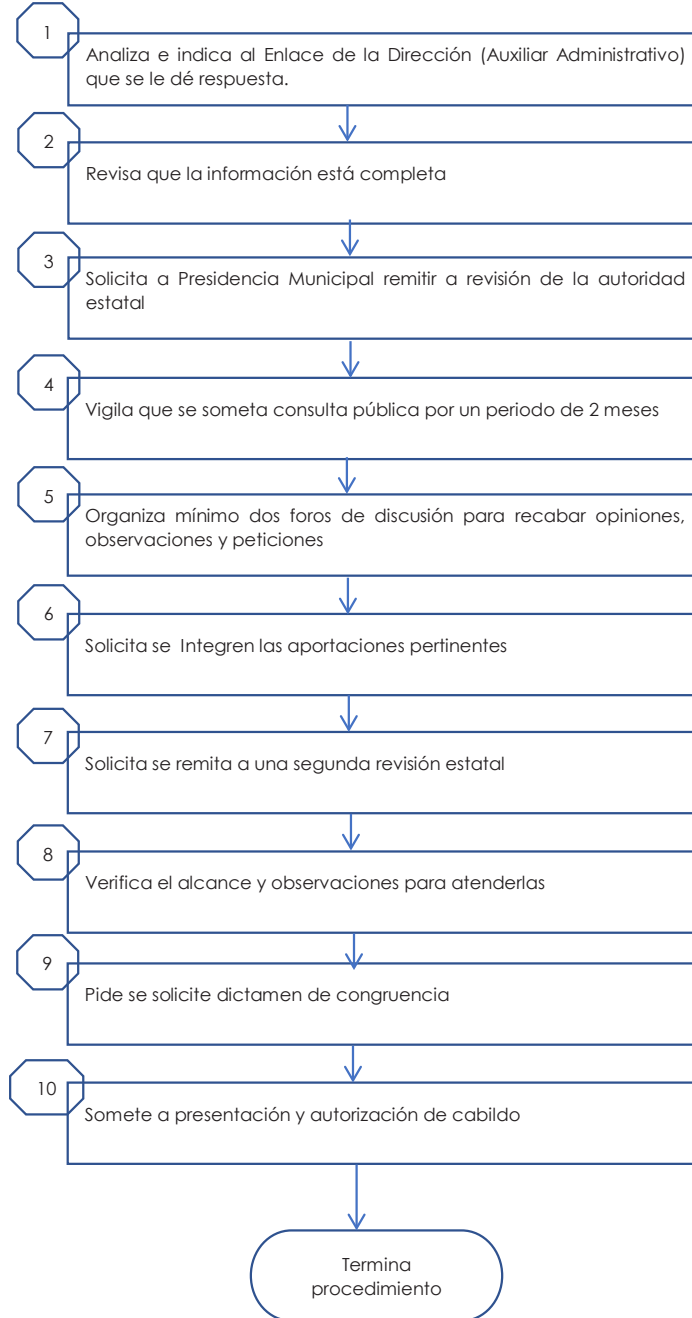 1
Analiza e indica al Enlace de la Dirección (Auxiliar Administrativo)
que se le dé respuesta.
2
Revisa que la información está completa
3
Solicita a Presidencia Municipal remitir a revisión de la autoridad
estatal
4
Vigila que se someta consulta pública por un periodo de 2 meses
5
Organiza mínimo dos foros de discusión para recabar opiniones,
observaciones y peticiones
6
Solicita se Integren las aportaciones pertinentes
7
Solicita se remita a una segunda revisión estatal
8
Verifica el alcance y observaciones para atenderlas
9
Pide se solicite dictamen de congruencia
10
Somete a presentación y autorización de cabildo
Termina
procedimiento